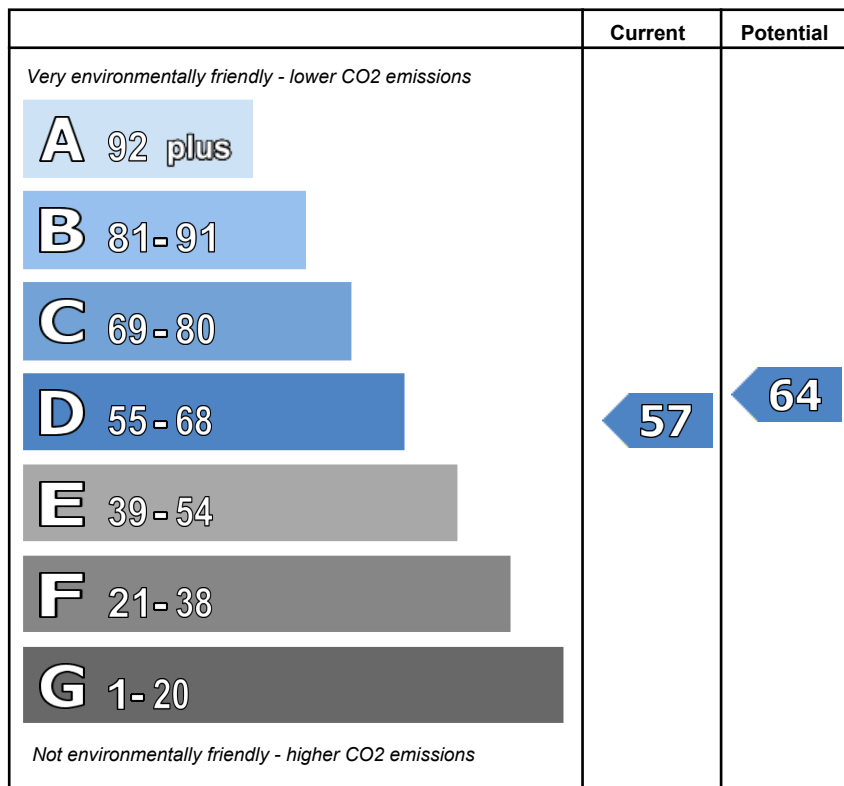 Current Potential
Very environmentally friendly - lower CO2 emissions
A 92 plus
B 81-91
C 69-80
D 55-68
57
64
E 39-54
F 21-38
G 1-20
Not environmentally friendly - higher CO2 emissions